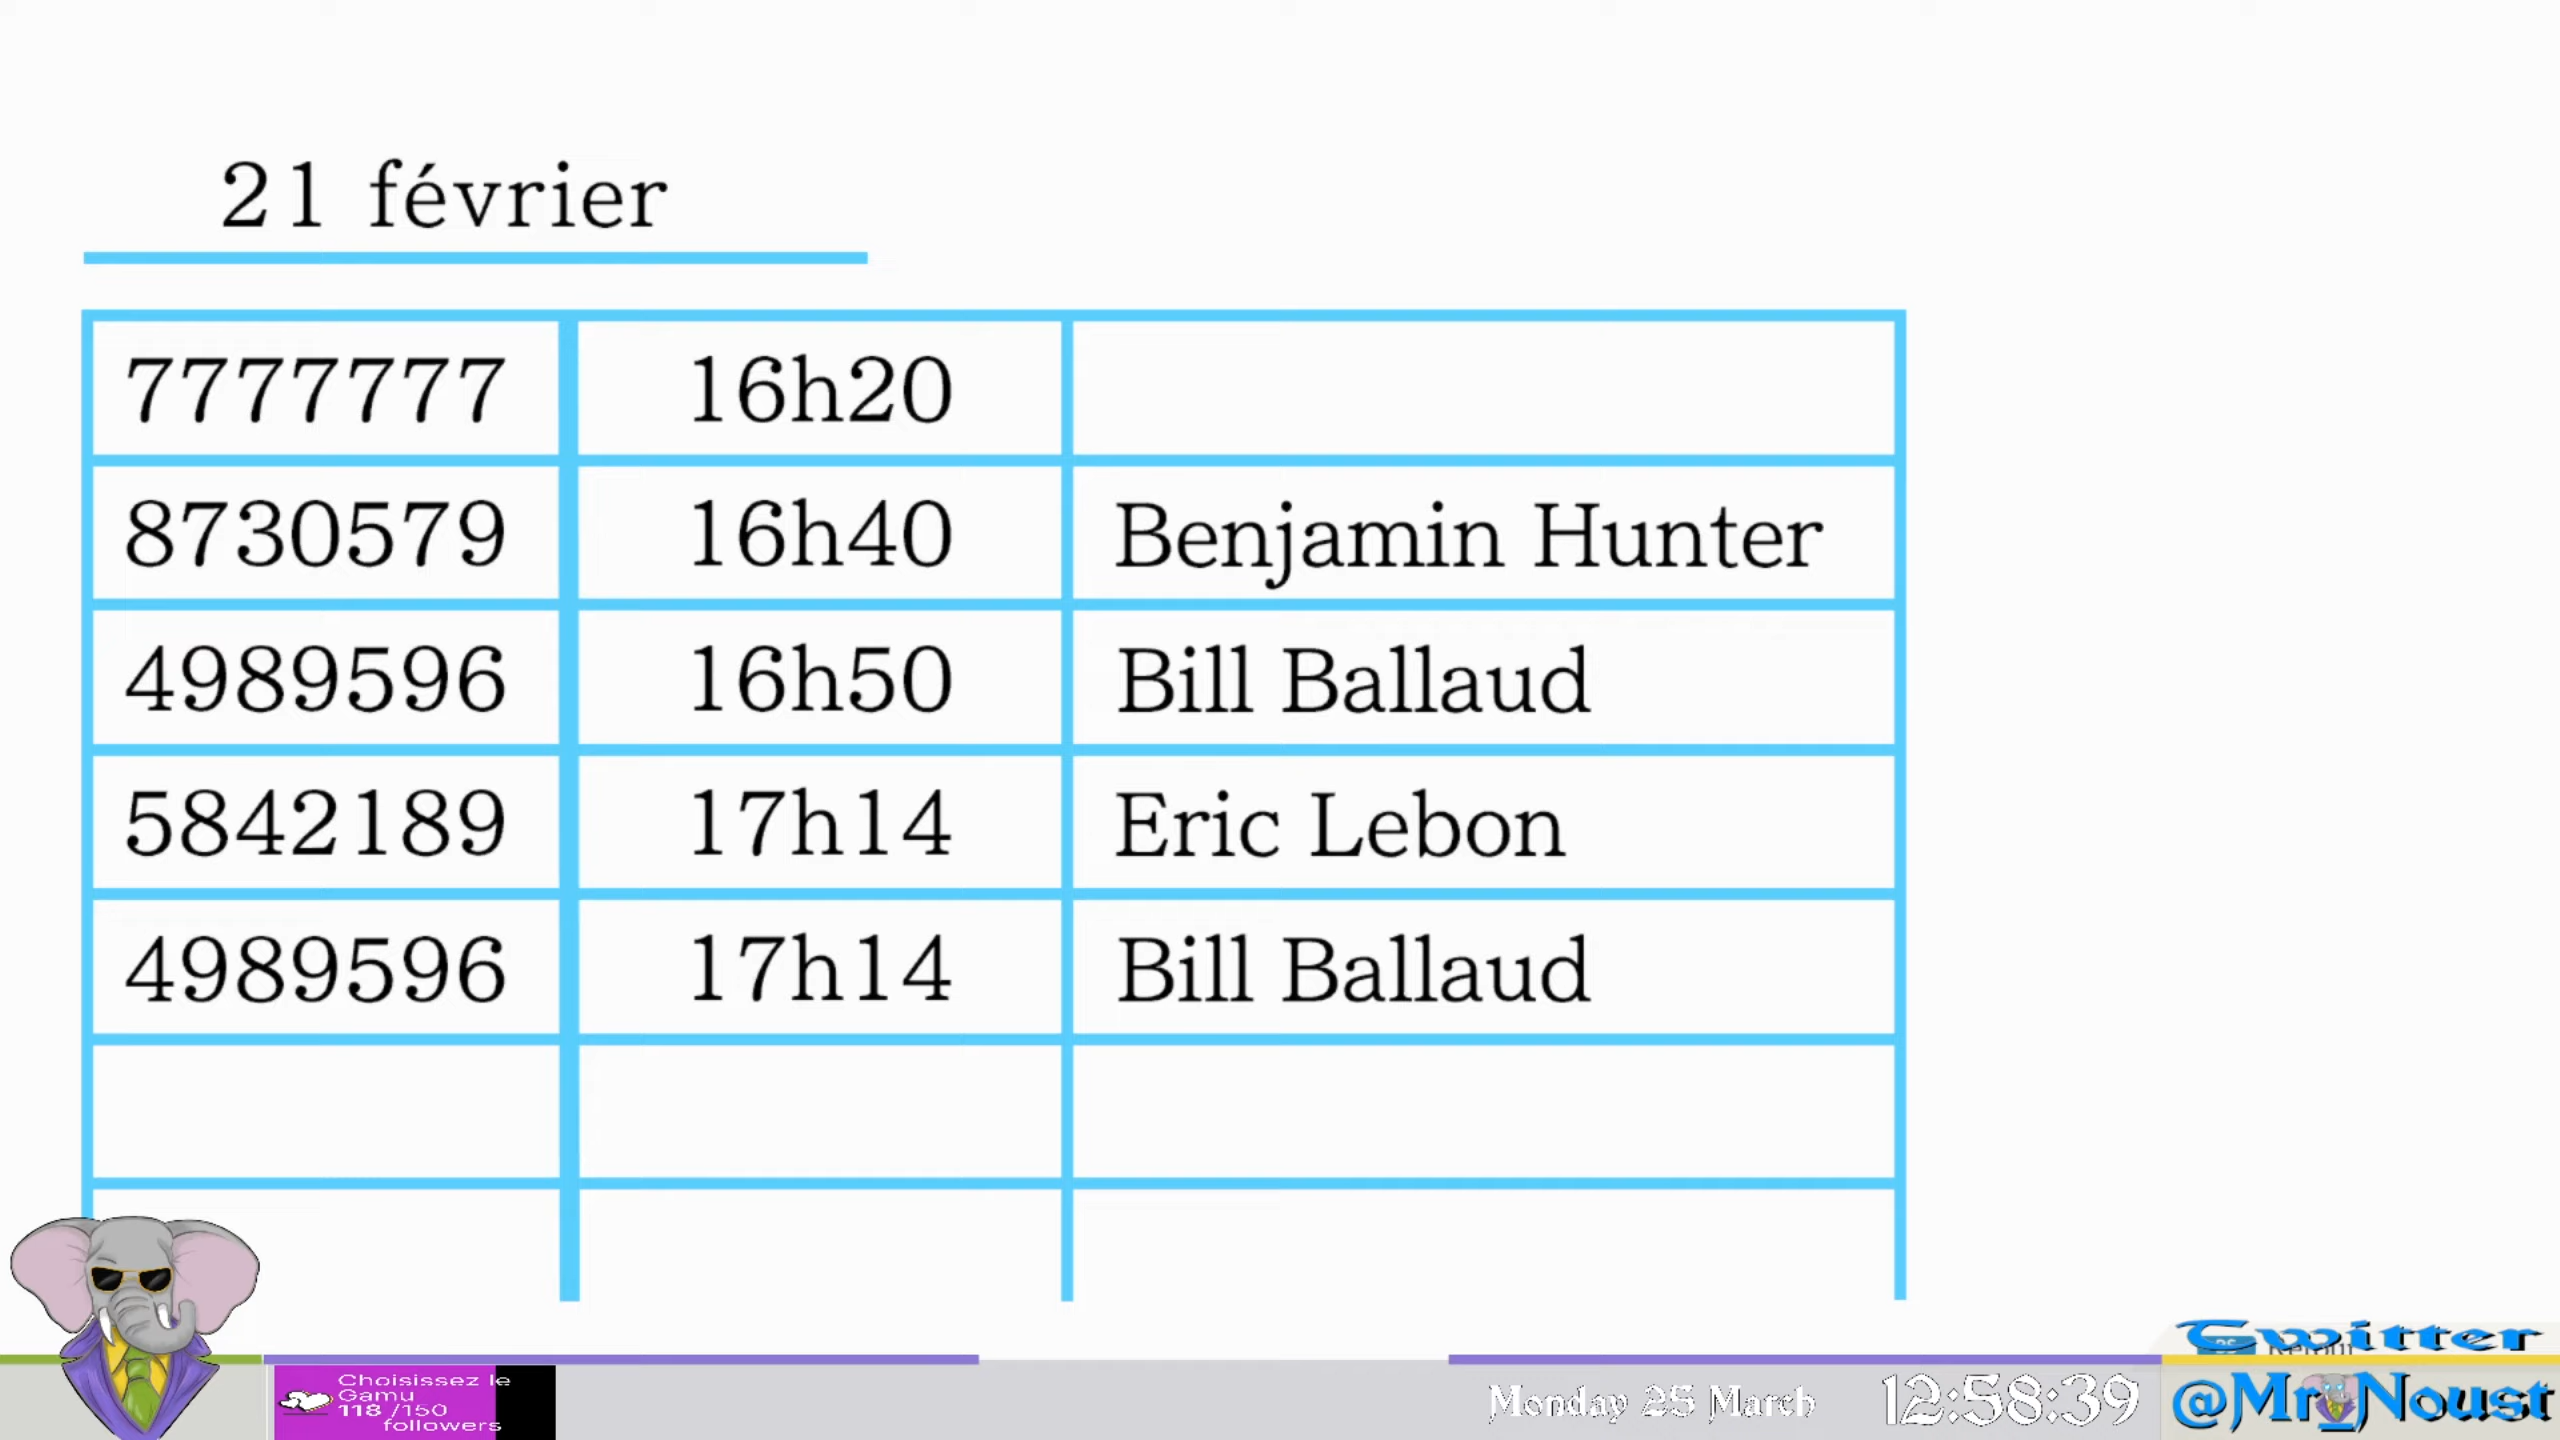 21 février
7777777 16h20
8730579 16h40 Benjamin Hunter
4989596 16h50 Bill Ballaud
5842189 17h14 Eric Lebon
4989596 17h14 Bill Ballaud
Twitter
Retour
Choisissez le
Gamu
118 /150
followers
Monday 25 March 12:58:39 @Mr_Noust